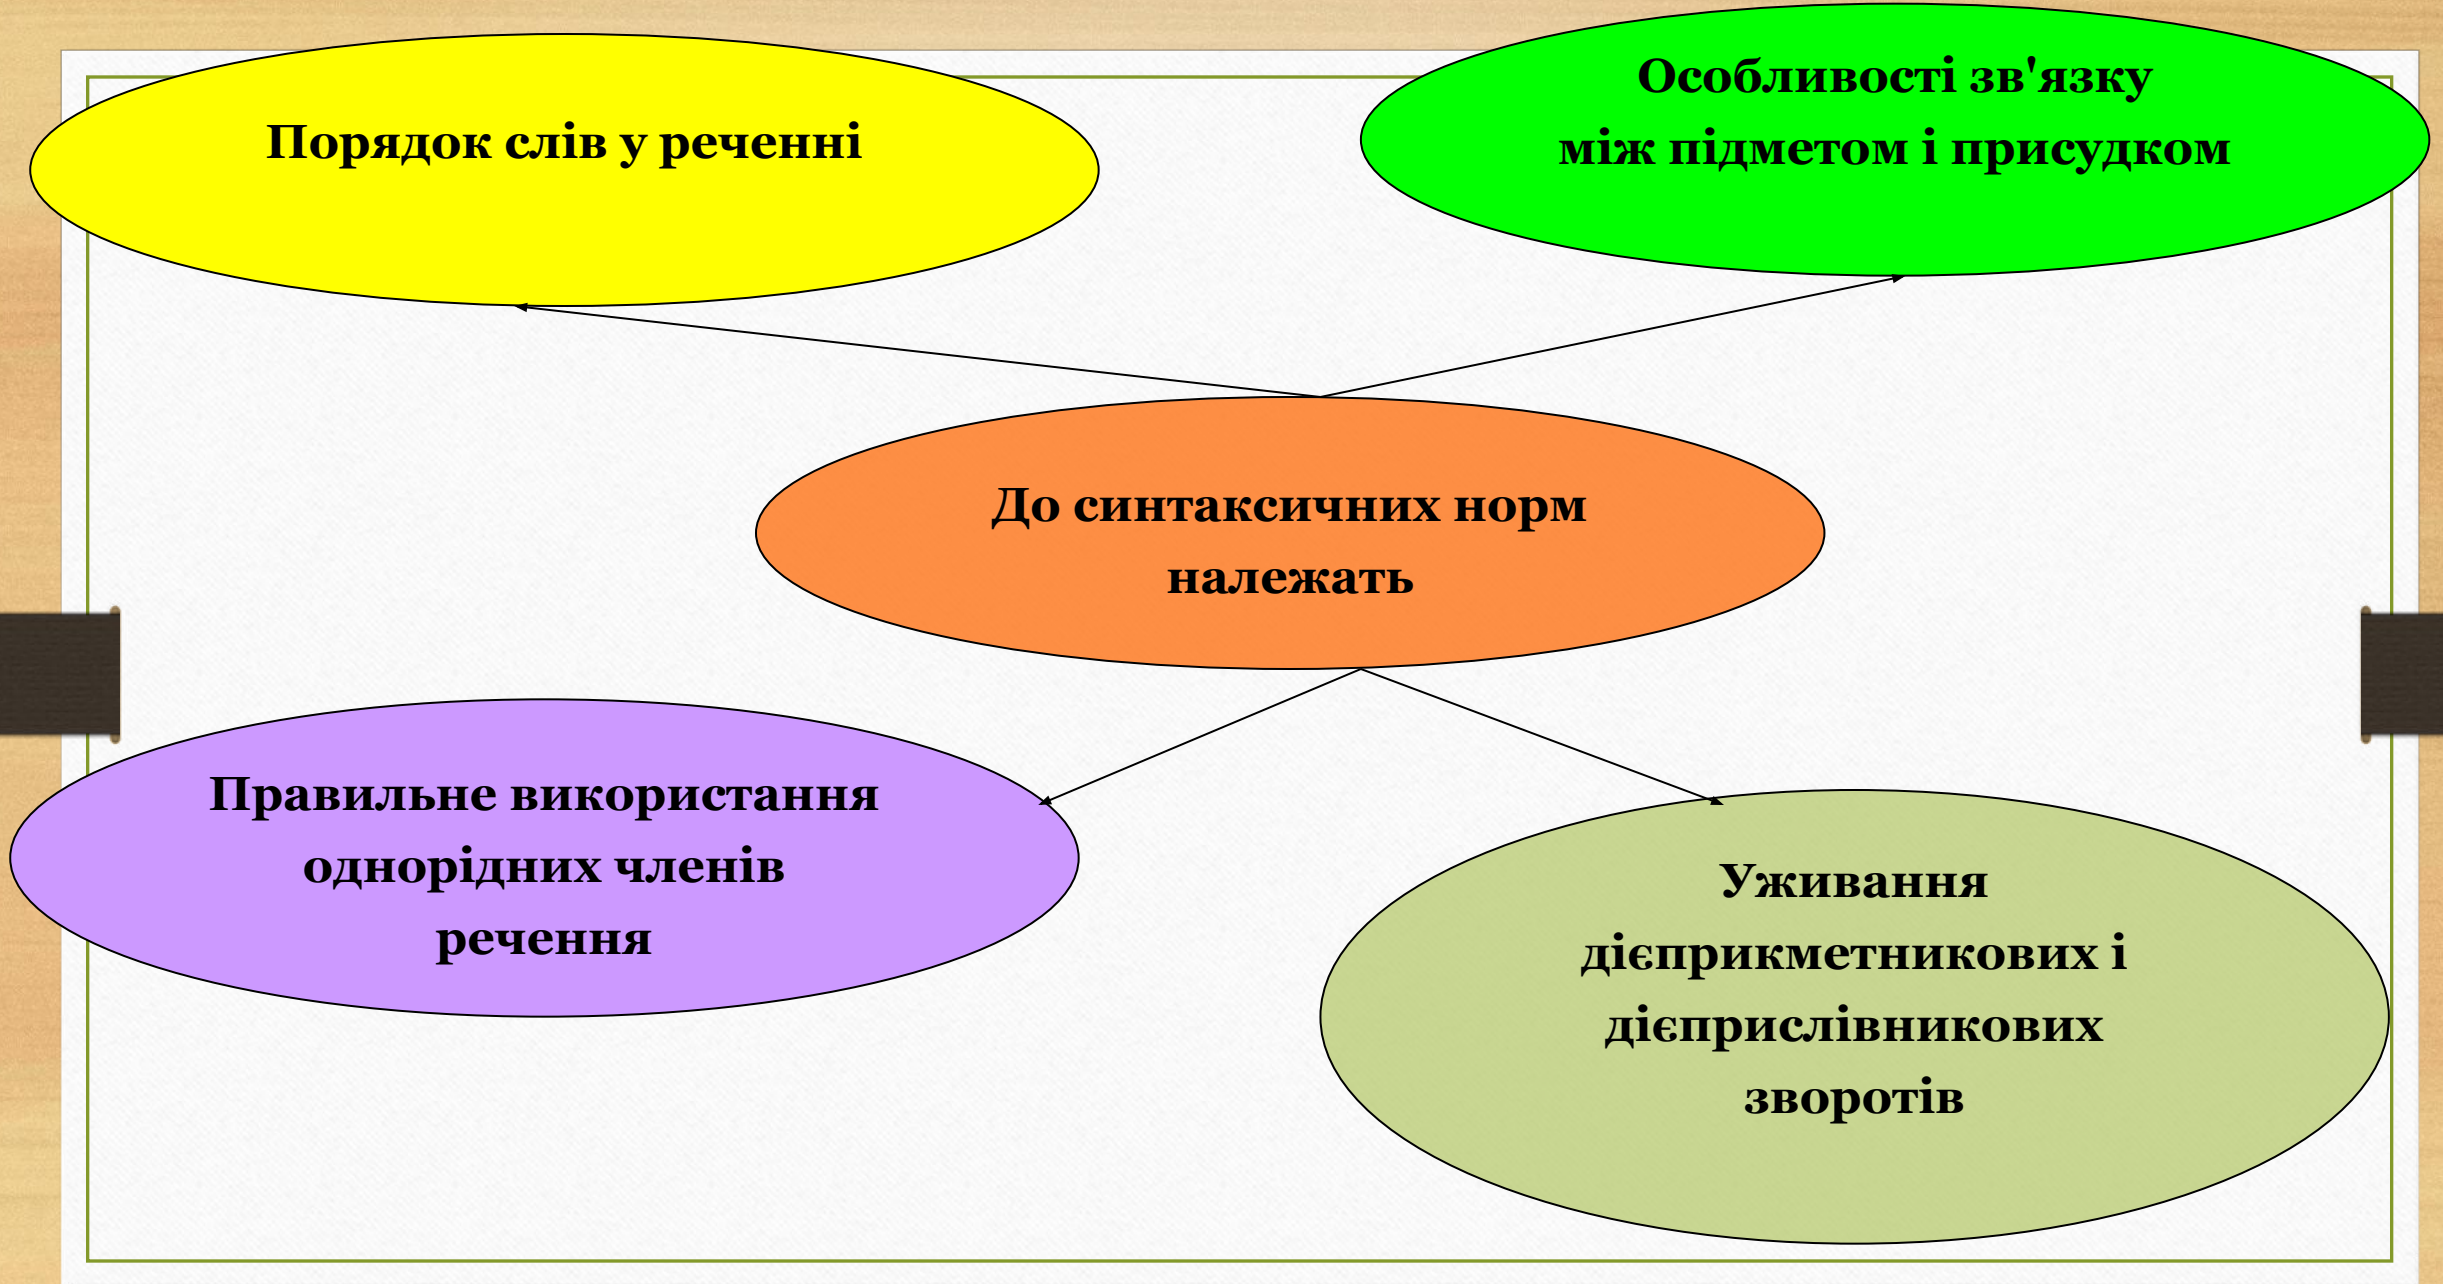 Порядок слів у реченні
Особливості зв'язку
між підметом і присудком
До синтаксичних норм
належать
Правильне використання
однорідних членів
речення
Уживання
дієприкметникових і
дієприслівникових
зворотів